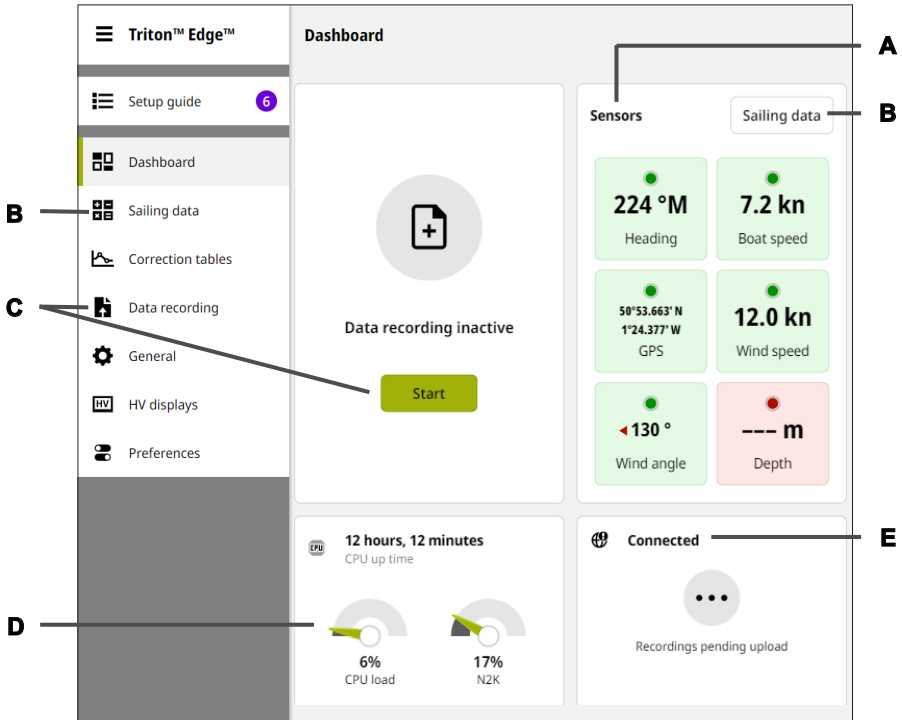 Triton™ Edge™
Dashboard
A
Setup guide
6
Sensors
Sailing data
B
Dashboard
224 °M
Heading
7.2 kn
Boat speed
B
Sailing data
Correction tables
C
Data recording
50°53.663' N
1°24.377' W
GPS
12.0 kn
Wind speed
Data recording inactive
General
Start
HV
HV displays
130 °
Wind angle
--- m
Depth
Preferences
CPU
12 hours, 12 minutes
CPU up time
Connected
E
D
6%
CPU load
17%
N2K
Recordings pending upload